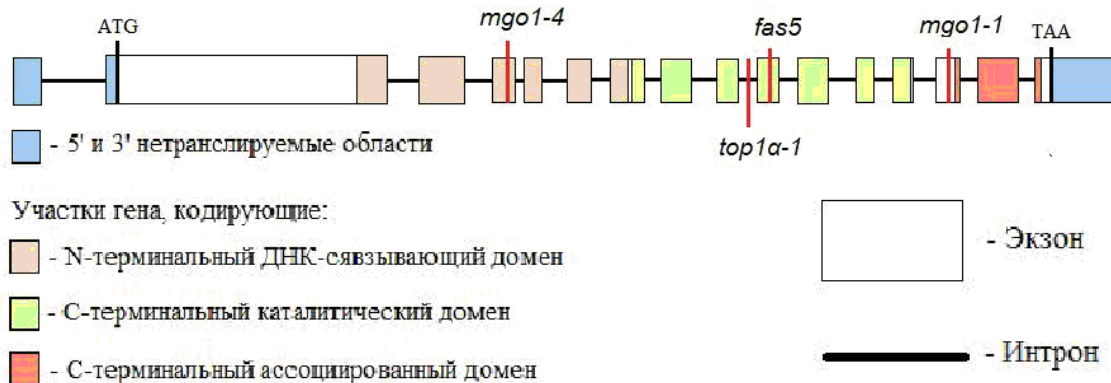 ATG
mgo1-4
fas5
mgo1-1
TAA
top1α-1
- 5' и 3' нетранслируемые области
Участки гена, кодирующие:
- N-терминальный ДНК-сявзывающий домен
- С-терминальный каталитический домен
- С-терминальный ассоциированный домен
- Экзон
- Интрон